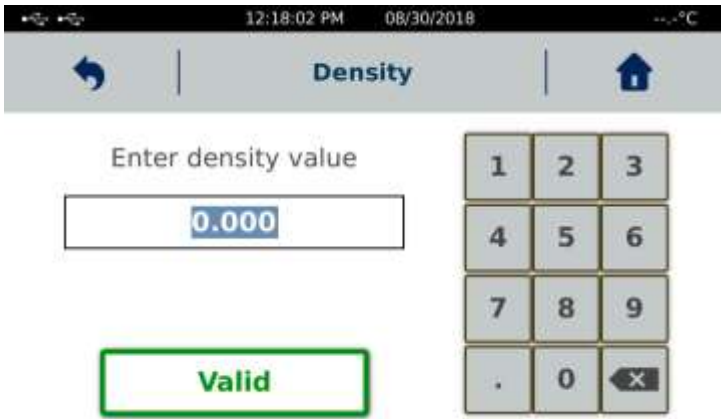 12:18:02 PM 08/30/2018 --.-°C
Density
Enter density value
0.000
1 2 3
4 5 6
7 8 9
. 0
Valid